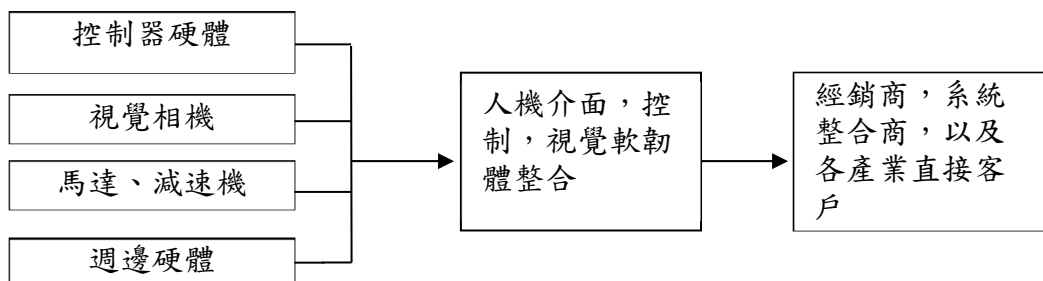 控制器硬體
視覺相機
馬達、減速機
週邊硬體
人機介面，控
制，視覺軟韌
體整合
經銷商，系統
整合商，以及
各產業直接客
戶